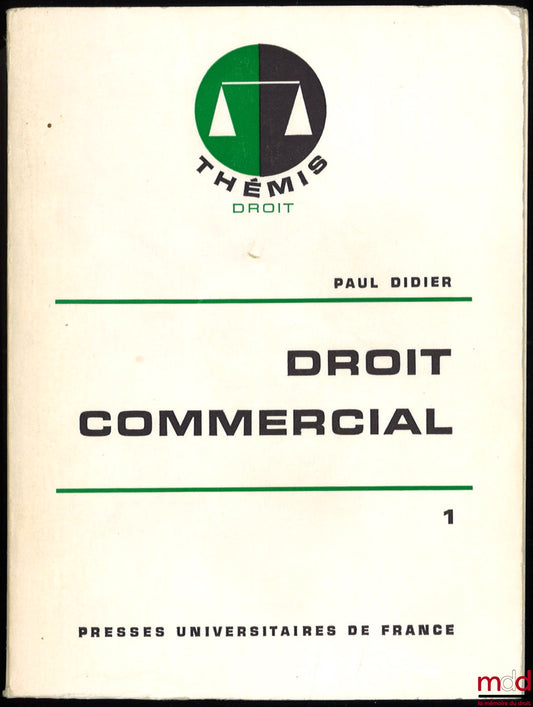 THÉMIS
DROIT
PAUL DIDIER
DROIT
COMMERCIAL
1
PRESSES UNIVERSITAIRES DE FRANCE
mdd
la mémoire du droit